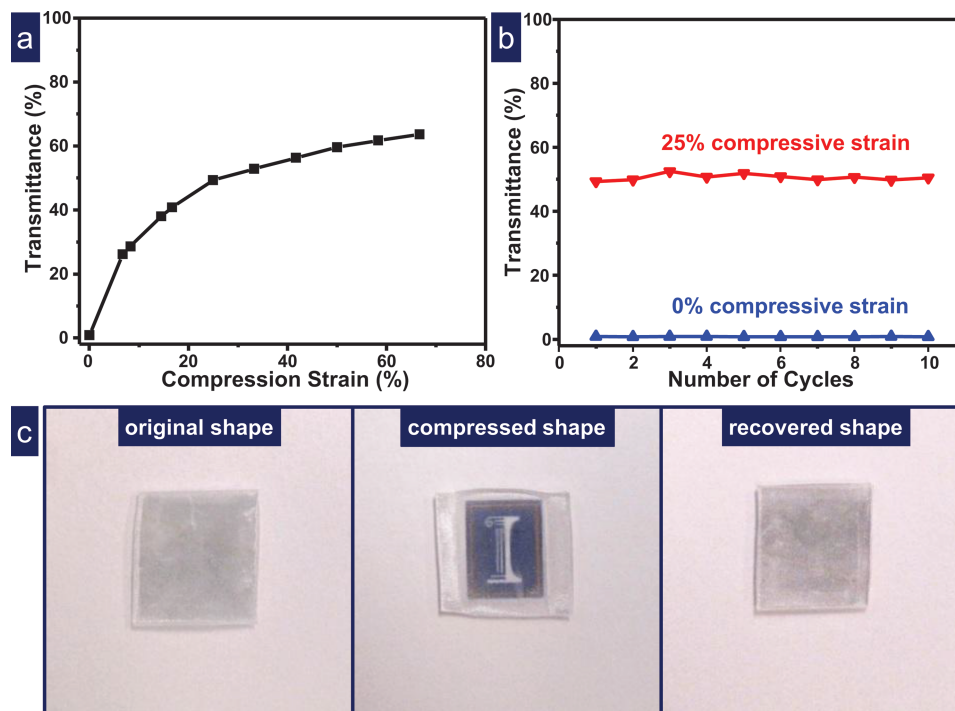 a
100
80
60
40
20
0
Transmittance (%)
0
20
40
60
80
Compression Strain (%)
b
100
80
60
40
20
0
Transmittance (%)
25% compressive strain
0% compressive strain
0
2
4
6
8
10
Number of Cycles
c
original shape
compressed shape
recovered shape
I